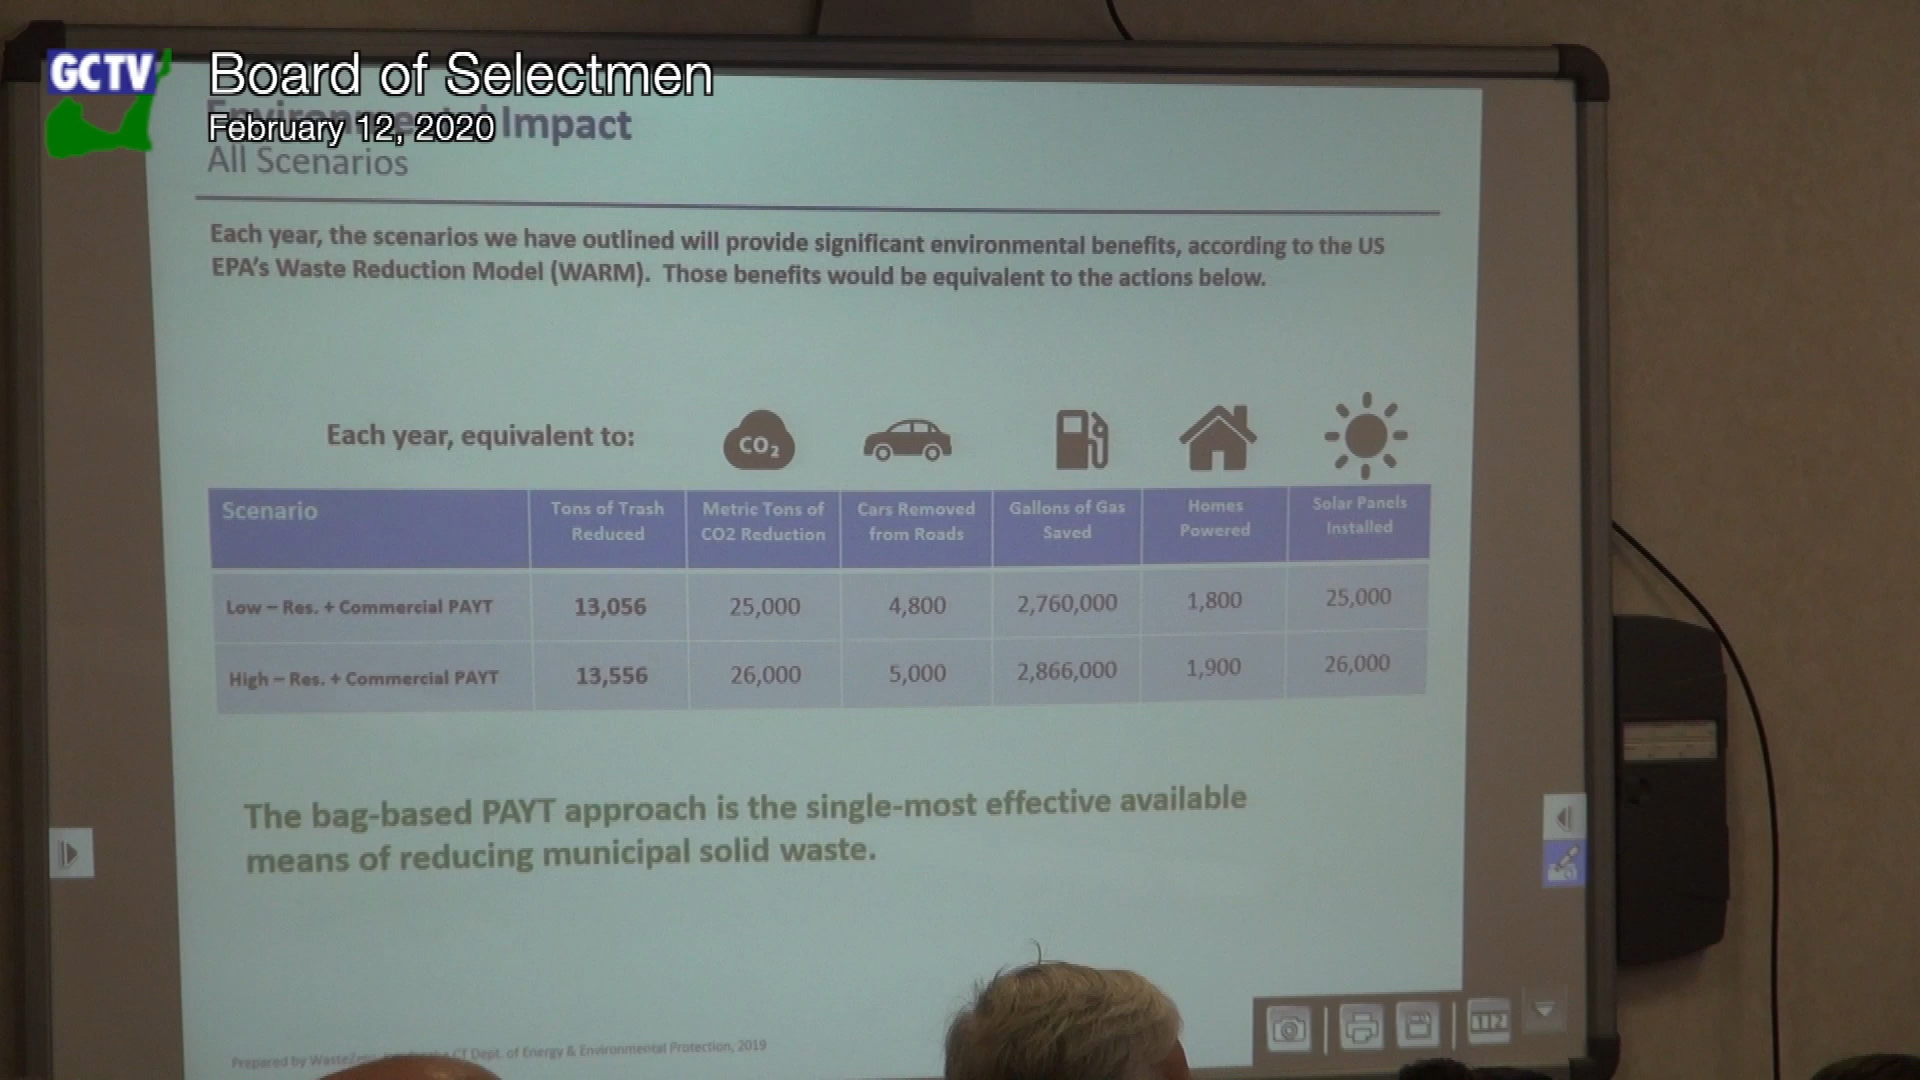 GCTV
Board of Selectmen
February 12, 2020
Environmental Impact
All Scenarios
Each year, the scenarios we have outlined will provide significant environmental benefits, according to the US
EPA's Waste Reduction Model (WARM). Those benefits would be equivalent to the actions below.
Each year, equivalent to:
CO2
Scenario
Tons of Trash
Reduced
Metric Tons of
CO2 Reduction
Cars Removed
from Roads
Gallons of Gas
Saved
Homes
Powered
Solar Panels
Installed
Low – Res. + Commercial PAYT 13,056 25,000 4,800 2,760,000 1,800 25,000
High – Res. + Commercial PAYT 13,556 26,000 5,000 2,866,000 1,900 26,000
The bag-based PAYT approach is the single-most effective available
means of reducing municipal solid waste.
Prepared by CT Dept. of Energy & Environmental Protection, 2019